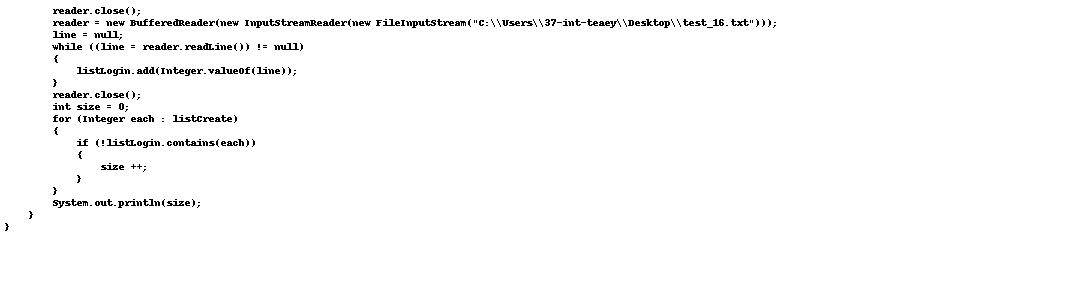 reader.close();
reader = new BufferedReader(new InputStreamReader(new FileInputStream("C:\\Users\\37-int-teaey\\Desktop\\test_16.txt")));
line = null;
while ((line = reader.readLine()) != null)
{
listLogin.add(Integer.valueOf(line));
}
reader.close();
int size = 0;
for (Integer each : listCreate)
{
if (!listLogin.contains(each))
{
size ++;
}
}
System.out.println(size);
}
}